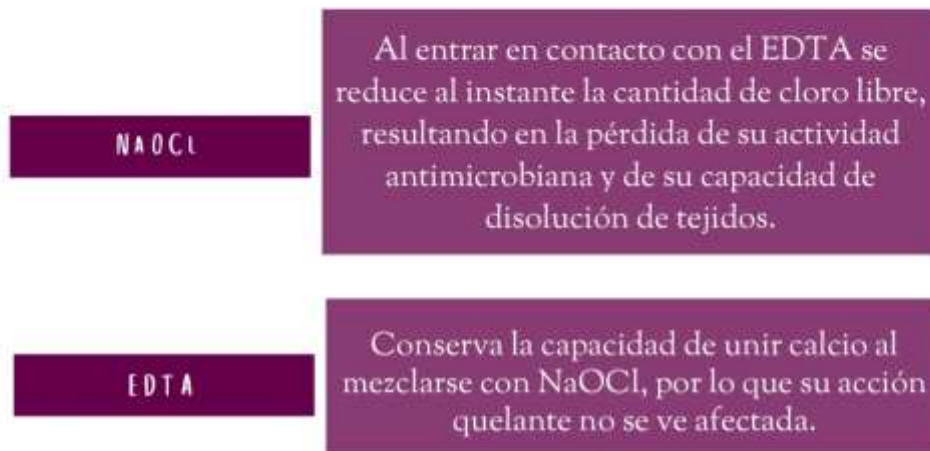 Al entrar en contacto con el EDTA se
reduce al instante la cantidad de cloro libre,
resultando en la pérdida de su actividad
antimicrobiana y de su capacidad de
disolución de tejidos.
NAOCL
Conserva la capacidad de unir calcio al
mezclarse con NaOCl, por lo que su acción
quelante no se ve afectada.
EDTA